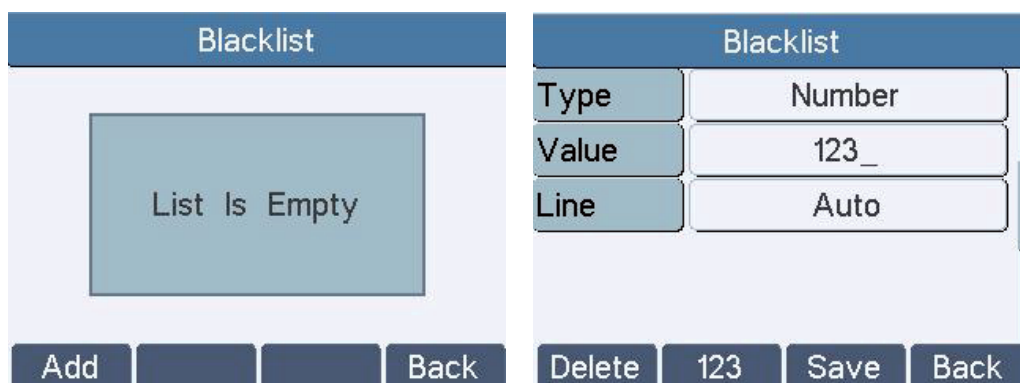 Blacklist
List Is Empty
Add Back
Blacklist
Type Number
Value 123_
Line Auto
Delete 123 Save Back